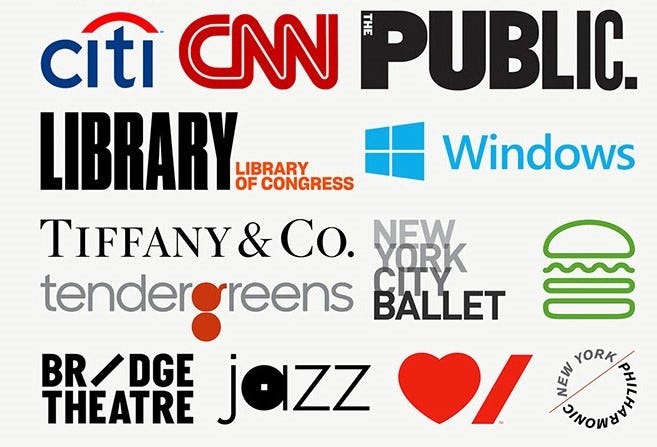 citi
CNN
THE PUBLIC.
LIBRARY
LIBRARY
OF CONGRESS
Windows
TIFFANY & CO.
NEW
YORK
CITY
BALLET
tendergreens
BR/DGE
THEATRE
jazz
NEW YORK
PHILHARMONIC